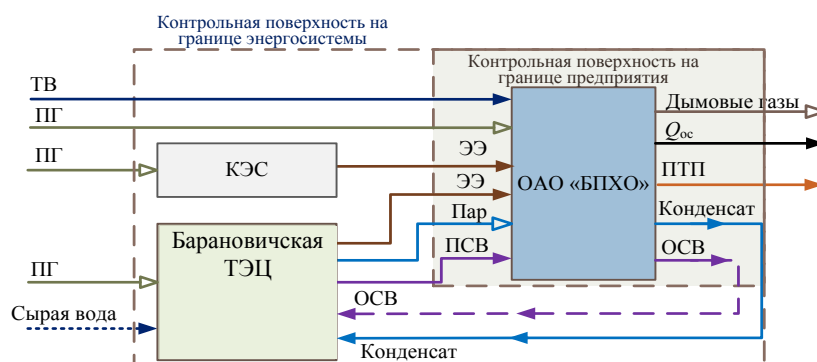 Контрольная поверхность на
границе энергосистемы
Контрольная поверхность на
границе предприятия
ТВ
ПГ
ПГ
КЭС
ЭЭ
ЭЭ
Пар
ПСВ
ОАО «БПХО»
Дымовые газы
Qос
ПТП
Конденсат
ОСВ
Барановичская
ТЭЦ
ПГ
Сырая вода
ОСВ
Конденсат